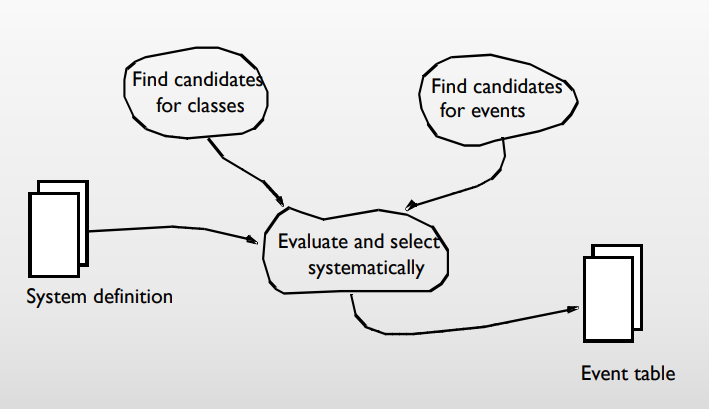 Find candidates
for classes
Find candidates
for events
Evaluate and select
systematically
System definition
Event table